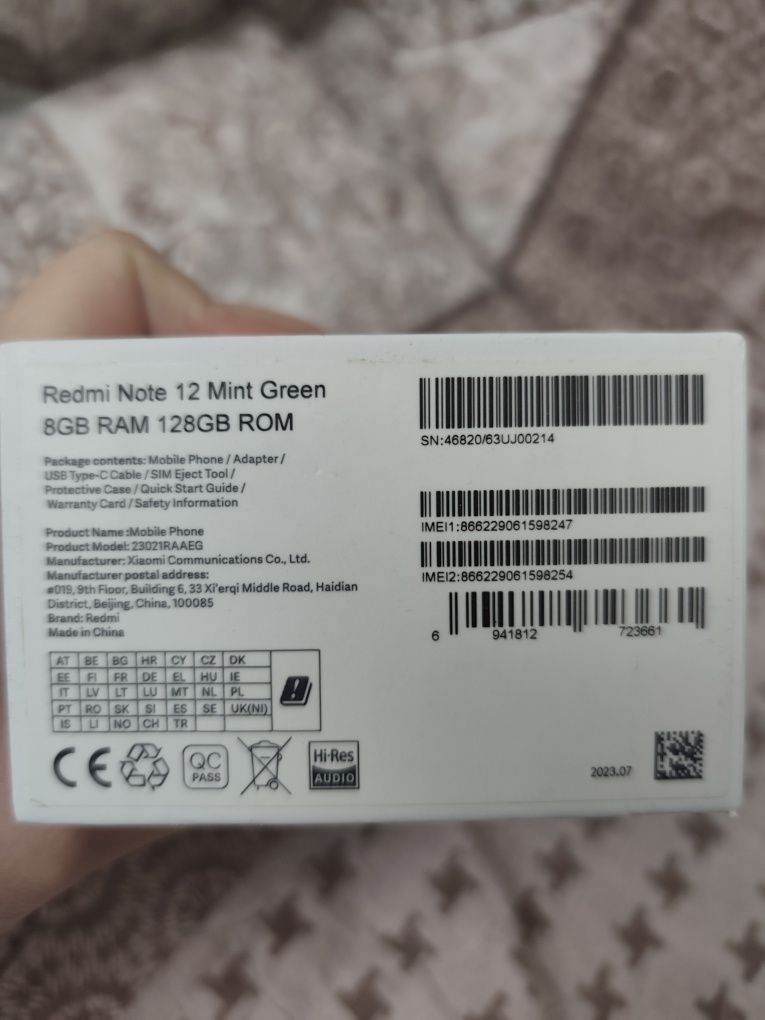 Redmi Note 12 Mint Green
8GB RAM 128GB ROM
Package contents: Mobile Phone / Adapter /
USB Type-C Cable / SIM Eject Tool /
Protective Case / Quick Start Guide /
Warranty Card / Safety Information
Product Name :Mobile Phone
Product Model: 23021RAAEG
Manufacturer: Xiaomi Communications Co., Ltd.
Manufacturer postal address:
#019, 9th Floor, Building 6, 33 Xi'erqi Middle Road, Haidian
District, Beijing, China, 100085
Brand: Redmi
Made in China
AT BE BG HR CY CZ DK
EE FI FR DE EL HU IE
IT LV LT LU MT NL PL
PT RO SK SI ES SE UK(NI)
IS LI NO CH TR
CE
QC
PASS
Hi-Res
AUDIO
SN:46820/63UJ00214
IMEI1:866229061598247
IMEI2:866229061598254
6 941812 723661
2023.07